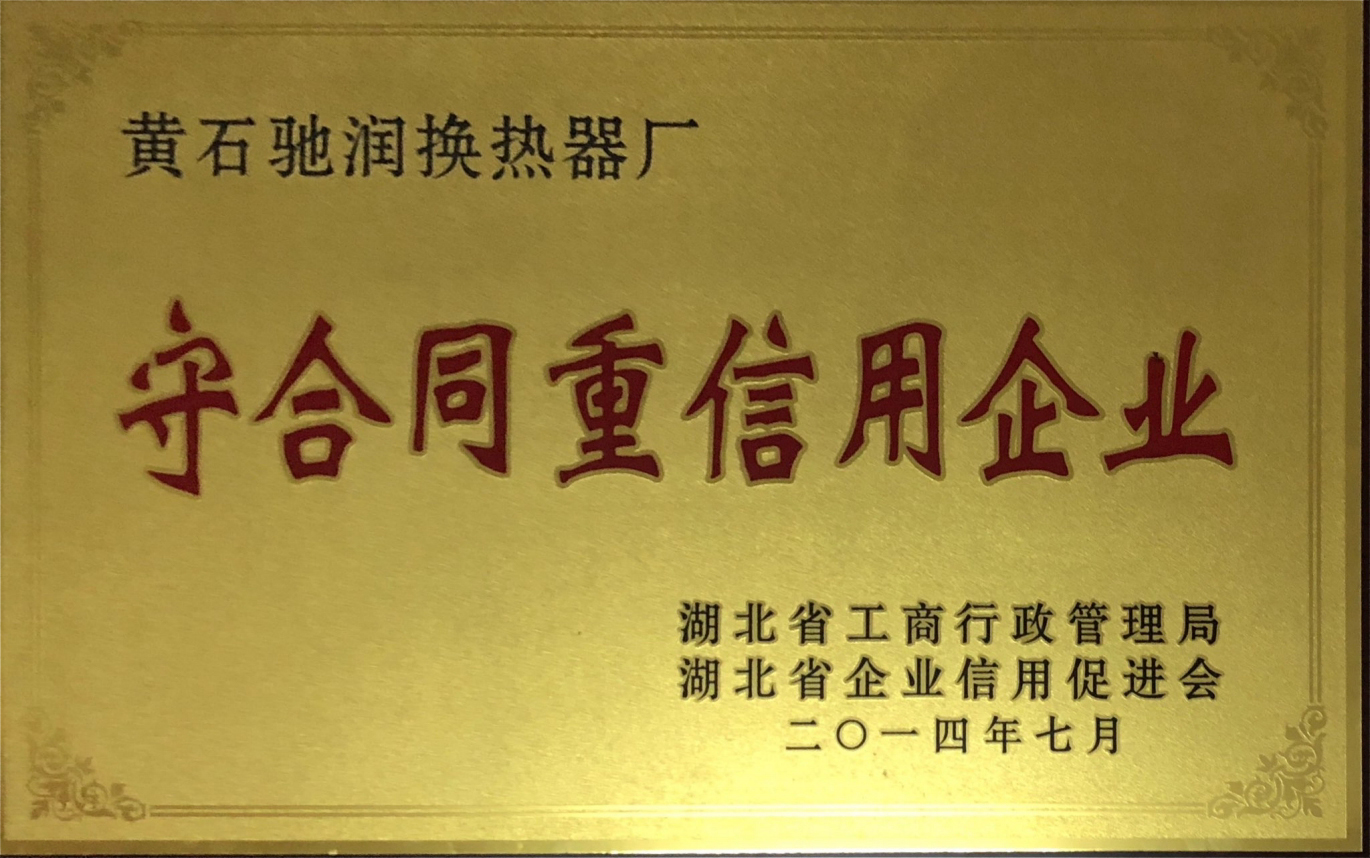 黄石驰润换热器厂
守合同重信用企业
湖北省工商行政管理局
湖北省企业信用促进会
二〇一四年七月